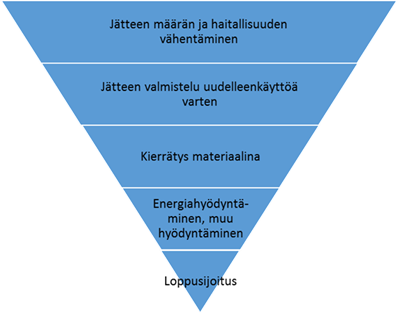 Jätteen määrän ja haitallisuuden
vähentäminen
Jätteen valmistelu uudelleenkäyttöä
varten
Kierrätys materiaalina
Energiahyödyntä-
minen, muu
hyödyntäminen
Loppusijoitus